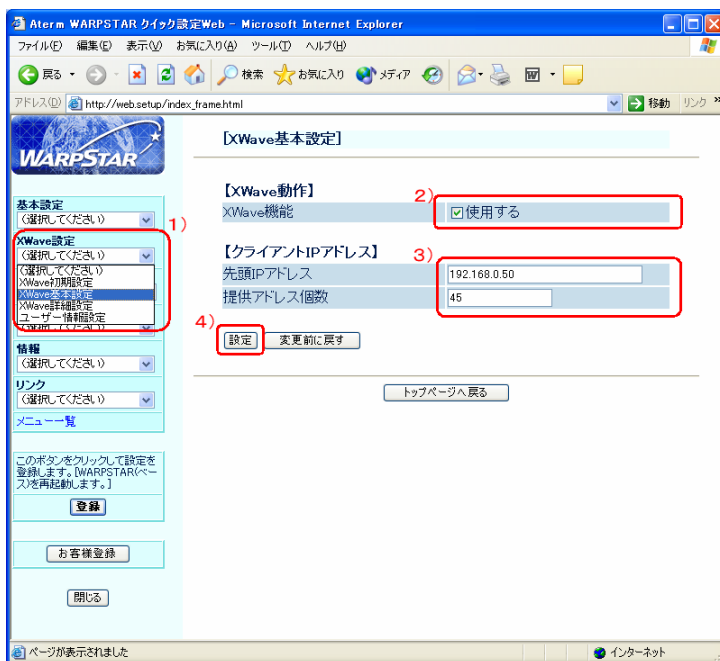 Aterm WARPSTAR クイック設定Web - Microsoft Internet Explorer
ファイル(F) 編集(E) 表示(V) お気に入り(A) ツール(T) ヘルプ(H)
戻る 検索 お気に入り メディア
アドレス(D) http://web.setup/index_frame.html 移動 リンク »
WARPSTAR
基本設定
(選択してください)
1)
XWave設定
(選択してください)
(選択してください)
XWave初期設定
XWave基本設定
XWave詳細設定
ユーザー情報設定
(選択してください)
情報
(選択してください)
リンク
(選択してください)
メニュー一覧
このボタンをクリックして設定を
登録します。[WARPSTAR(ベー
ス)を再起動します。]
登録
お客様登録
閉じる
[XWave基本設定]
【XWave動作】
2)
XWave機能 使用する
【クライアントIPアドレス】
3)
先頭IPアドレス 192.168.0.50
提供アドレス個数 45
4)
設定 変更前に戻す
トップページへ戻る
ページが表示されました インターネット